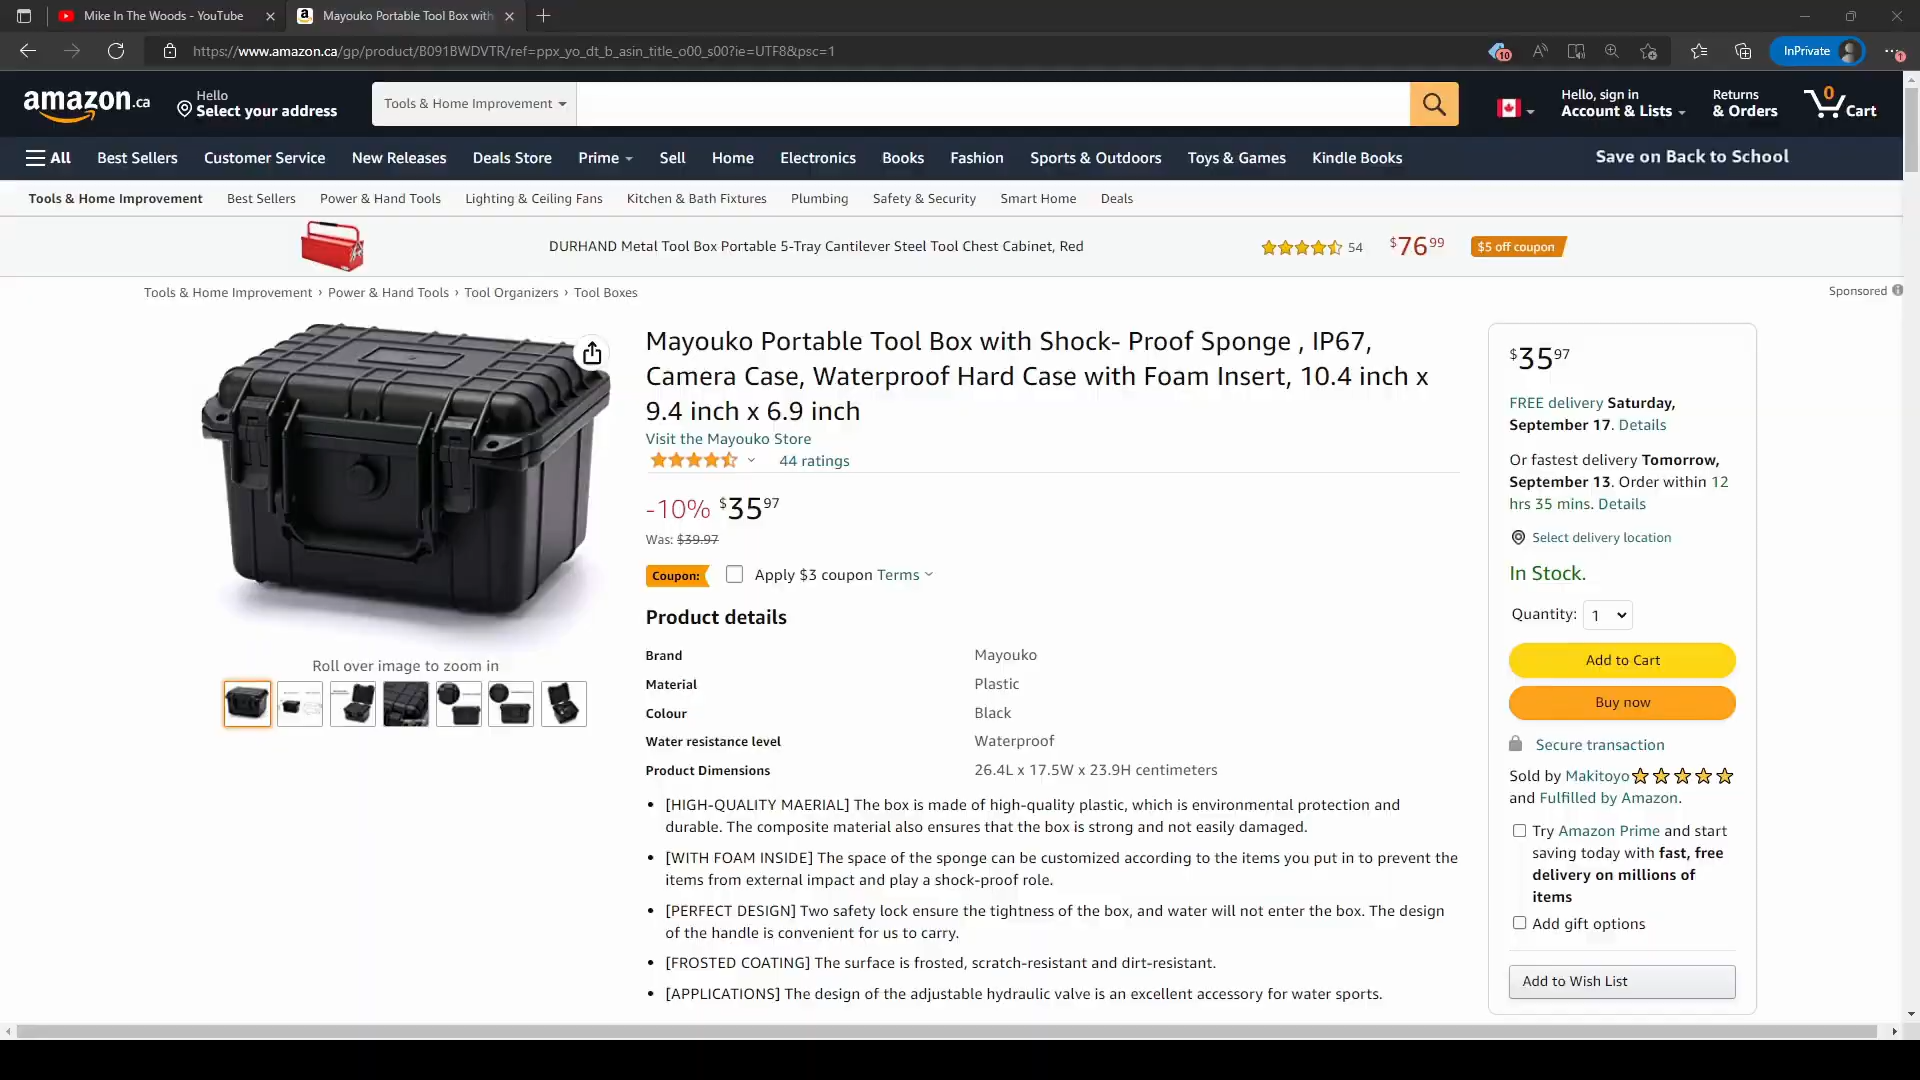 Mike In The Woods - YouTube
Mayouko Portable Tool Box with
https://www.amazon.ca/gp/product/B091BWDVTR/ref=ppx_yo_dt_b_asin_title_o00_s00?ie=UTF8&psc=1
10
InPrivate
1
amazon.ca
Hello
Select your address
Tools & Home Improvement
Hello, sign in
Account & Lists
Returns
& Orders
0
Cart
All
Best Sellers
Customer Service
New Releases
Deals Store
Prime
Sell
Home
Electronics
Books
Fashion
Sports & Outdoors
Toys & Games
Kindle Books
Save on Back to School
Tools & Home Improvement
Best Sellers
Power & Hand Tools
Lighting & Ceiling Fans
Kitchen & Bath Fixtures
Plumbing
Safety & Security
Smart Home
Deals
DURHAND Metal Tool Box Portable 5-Tray Cantilever Steel Tool Chest Cabinet, Red
54
$76 99
$5 off coupon
Tools & Home Improvement › Power & Hand Tools › Tool Organizers › Tool Boxes
Sponsored
Mayouko Portable Tool Box with Shock- Proof Sponge , IP67,
Camera Case, Waterproof Hard Case with Foam Insert, 10.4 inch x
9.4 inch x 6.9 inch
Visit the Mayouko Store
44 ratings
-10% $35 97
Was: $39.97
Coupon:
Apply $3 coupon Terms
Roll over image to zoom in
Product details
Brand Mayouko
Material Plastic
Colour Black
Water resistance level Waterproof
Product Dimensions 26.4L x 17.5W x 23.9H centimeters
• [HIGH-QUALITY MAERIAL] The box is made of high-quality plastic, which is environmental protection and
durable. The composite material also ensures that the box is strong and not easily damaged.
• [WITH FOAM INSIDE] The space of the sponge can be customized according to the items you put in to prevent the
items from external impact and play a shock-proof role.
• [PERFECT DESIGN] Two safety lock ensure the tightness of the box, and water will not enter the box. The design
of the handle is convenient for us to carry.
• [FROSTED COATING] The surface is frosted, scratch-resistant and dirt-resistant.
• [APPLICATIONS] The design of the adjustable hydraulic valve is an excellent accessory for water sports.
$35 97
FREE delivery Saturday,
September 17. Details
Or fastest delivery Tomorrow,
September 13. Order within 12
hrs 35 mins. Details
Select delivery location
In Stock.
Quantity: 1
Add to Cart
Buy now
Secure transaction
Sold by Makitoyo
and Fulfilled by Amazon.
Try Amazon Prime and start
saving today with fast, free
delivery on millions of
items
Add gift options
Add to Wish List